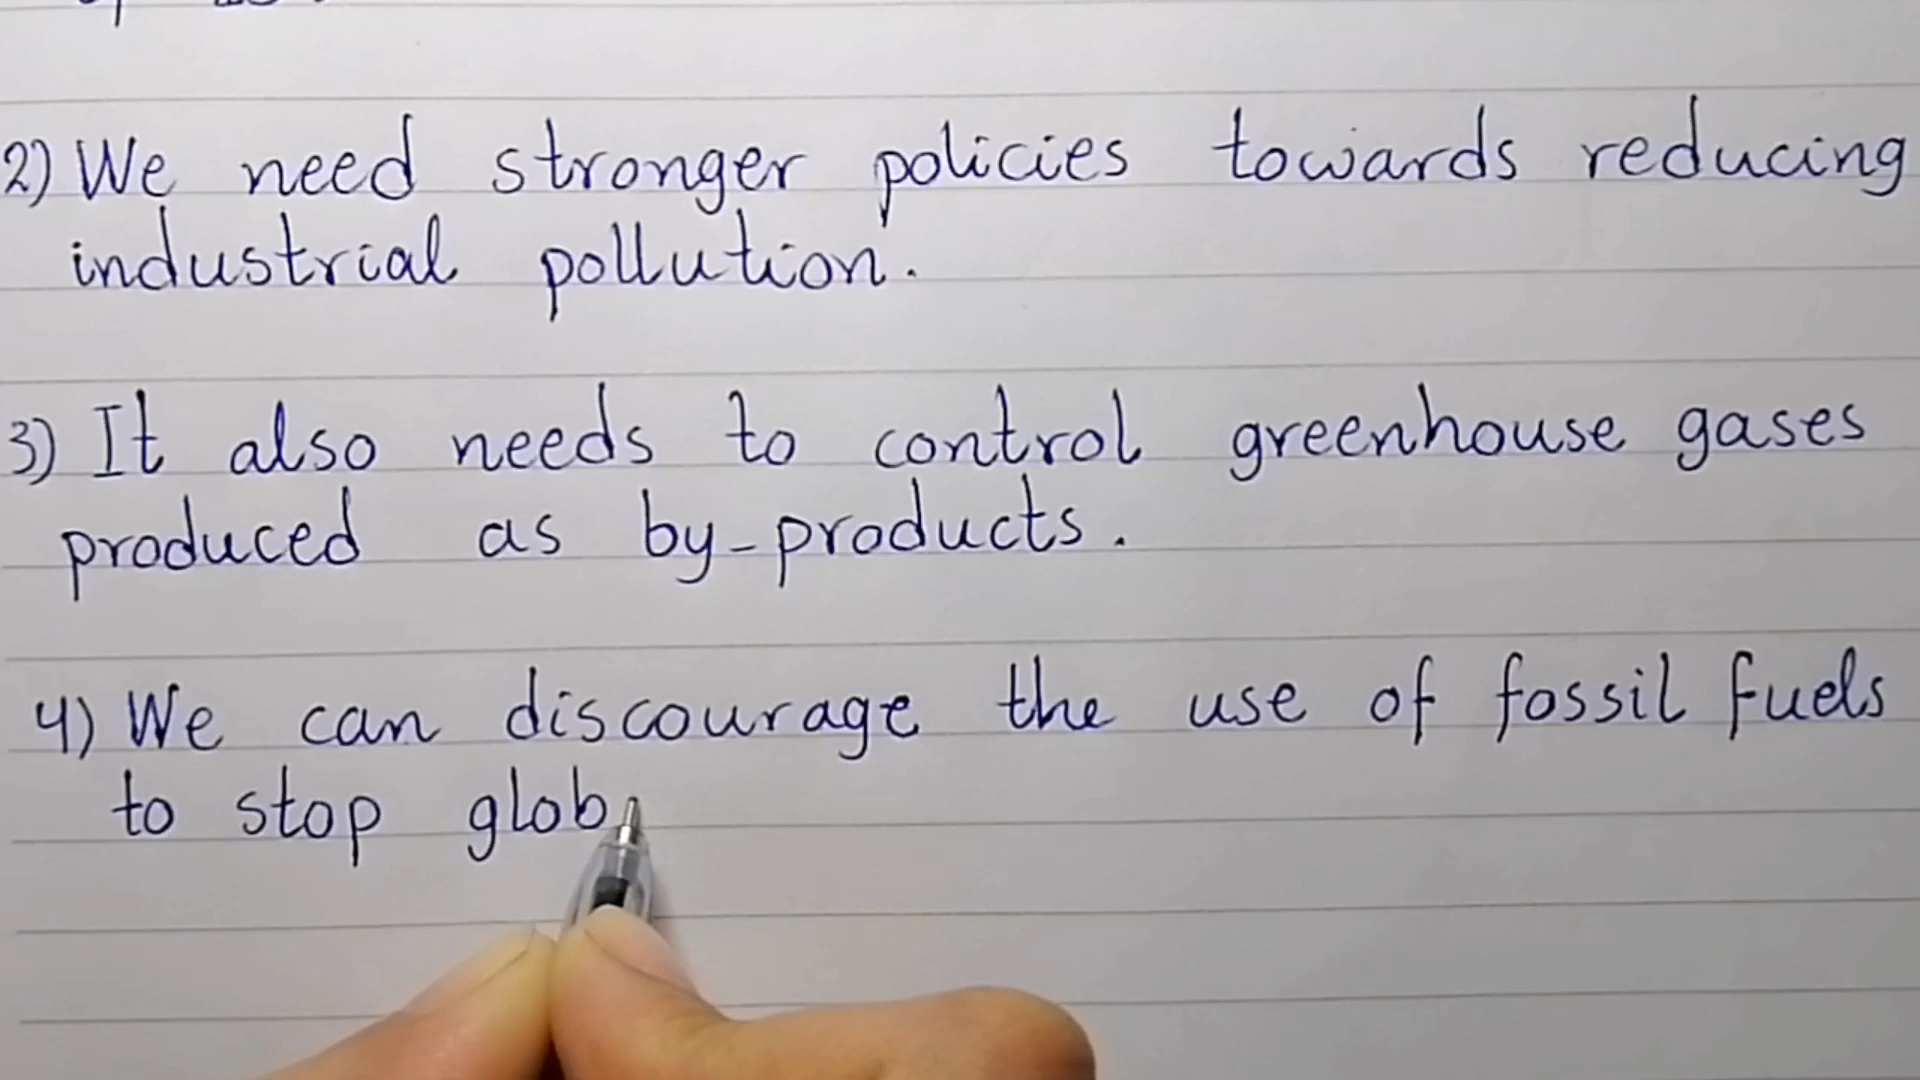 2) We need stronger policies towards reducing
industrial pollution.
3) It also needs to control greenhouse gases
produced as by-products.
4) We can discourage the use of fossil fuels
to stop glob